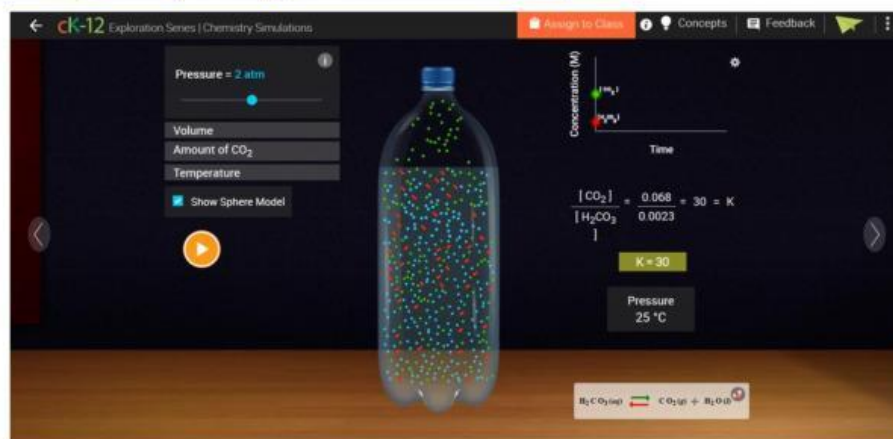 cK-12 Exploration Series | Chemistry Simulations
Assign to Class
Concepts
Feedback
Pressure = 2 atm
Volume
Amount of CO2
Temperature
Show Sphere Model
Concentration (M)
Time
[CO2] / [H2CO3] = 0.068 / 0.0023 = 30 = K
K = 30
Pressure
25 °C
H2CO3(aq) ⇌ CO2(g) + H2O(l)